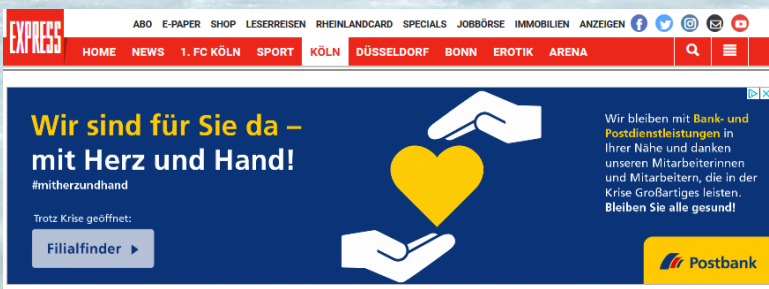 EXPRESS
ABO E-PAPER SHOP LESERREISEN RHEINLANDCARD SPECIALS JOBBÖRSE IMMOBILIEN ANZEIGEN
HOME NEWS 1. FC KÖLN SPORT KÖLN DÜSSELDORF BONN EROTIK ARENA
Wir sind für Sie da –
mit Herz und Hand!
#mitherzundhand
Trotz Krise geöffnet:
Filialfinder
Wir bleiben mit Bank- und
Postdienstleistungen in
Ihrer Nähe und danken
unseren Mitarbeiterinnen
und Mitarbeitern, die in der
Krise Großartiges leisten.
Bleiben Sie alle gesund!
Postbank